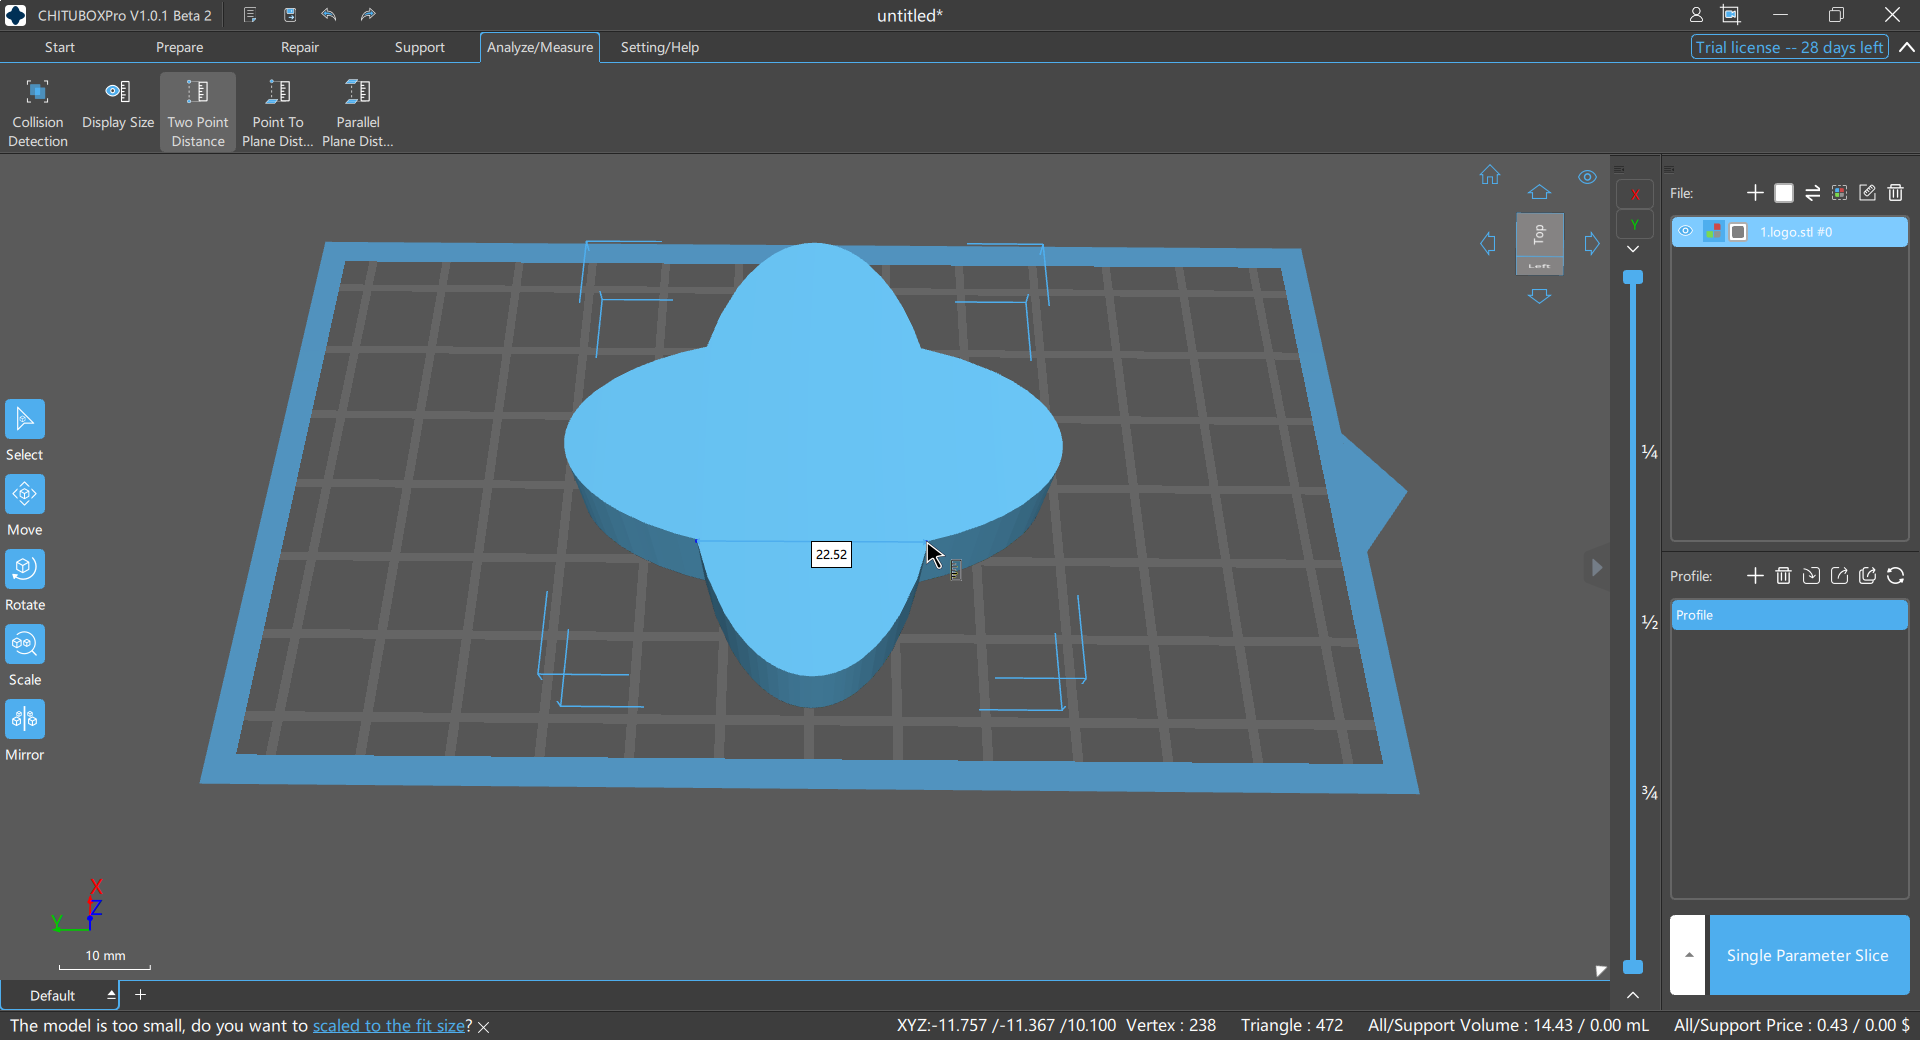 CHITUBOXPro V1.0.1 Beta 2
untitled*
Start
Prepare
Repair
Support
Analyze/Measure
Setting/Help
Trial license -- 28 days left
Collision
Detection
Display Size
Two Point
Distance
Point To
Plane Dist...
Parallel
Plane Dist...
Top
Left
X
Y
File:
1.logo.stl #0
Select
Move
Rotate
Scale
Mirror
22.52
¼
½
¾
Profile:
Profile
X
Z
Y
10 mm
Single Parameter Slice
Default
The model is too small, do you want to scaled to the fit size?
XYZ:-11.757 /-11.367 /10.100 Vertex : 238 Triangle : 472 All/Support Volume : 14.43 / 0.00 mL All/Support Price : 0.43 / 0.00 $